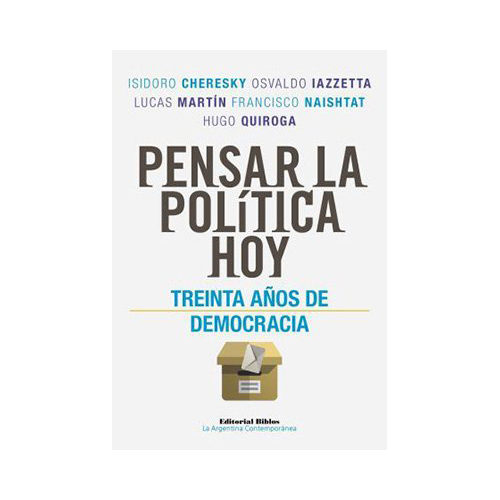 ISIDORO CHERESKY OSVALDO IAZZETTA
LUCAS MARTÍN FRANCISCO NAISHTAT
HUGO QUIROGA
PENSAR LA
POLÍTICA
HOY
TREINTA AÑOS DE
DEMOCRACIA
Editorial Biblos
La Argentina Contemporánea